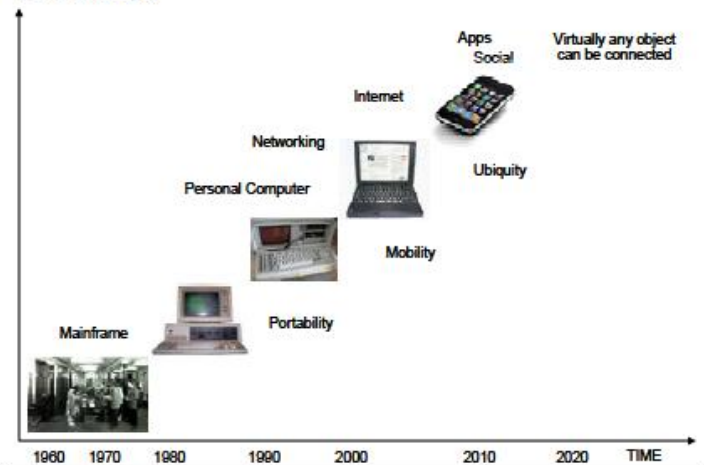 Apps
Social
Virtually any object
can be connected
Internet
Networking
Ubiquity
Personal Computer
Mobility
Portability
Mainframe
1960 1970 1980 1990 2000 2010 2020 TIME